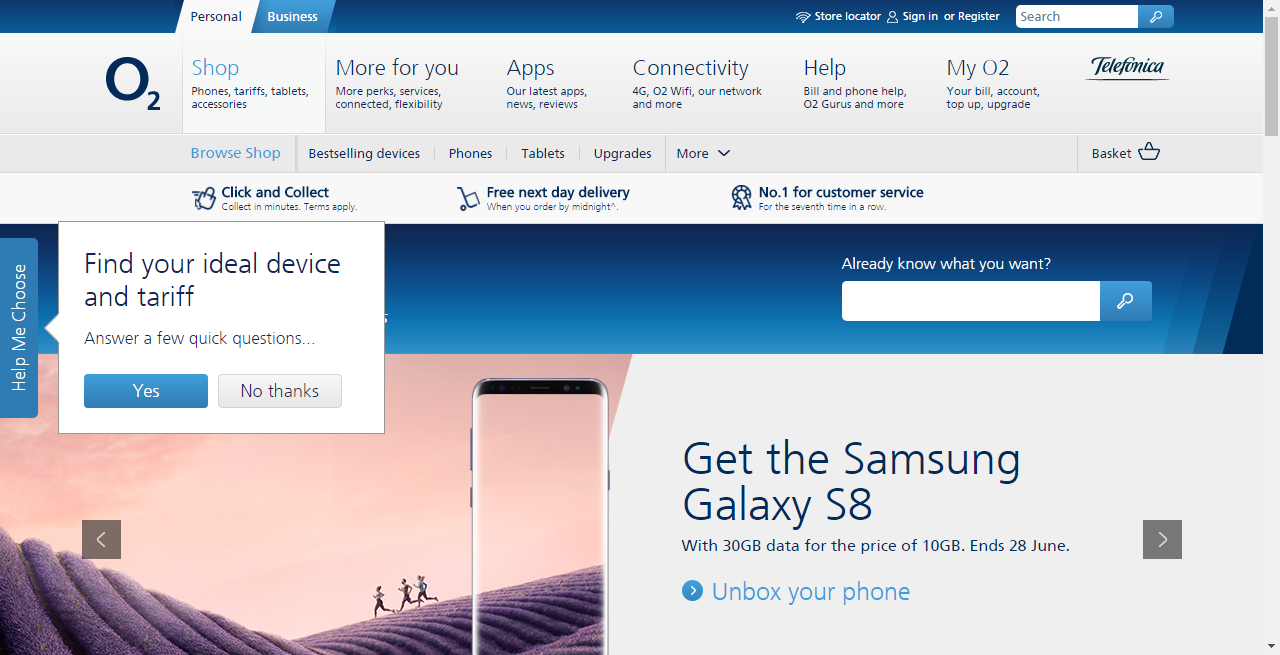 Personal
Business
Store locator
Sign in or Register
Search
O2
Shop
Phones, tariffs, tablets,
accessories
More for you
More perks, services,
connected, flexibility
Apps
Our latest apps,
news, reviews
Connectivity
4G, O2 Wifi, our network
and more
Help
Bill and phone help,
O2 Gurus and more
My O2
Your bill, account,
top up, upgrade
Telefónica
Browse Shop
Bestselling devices
Phones
Tablets
Upgrades
More
Basket
Click and Collect
Collect in minutes. Terms apply.
Free next day delivery
When you order by midnight^.
No.1 for customer service
For the seventh time in a row.
Help Me Choose
Find your ideal device
and tariff
Answer a few quick questions...
Yes
No thanks
Already know what you want?
Get the Samsung
Galaxy S8
With 30GB data for the price of 10GB. Ends 28 June.
Unbox your phone